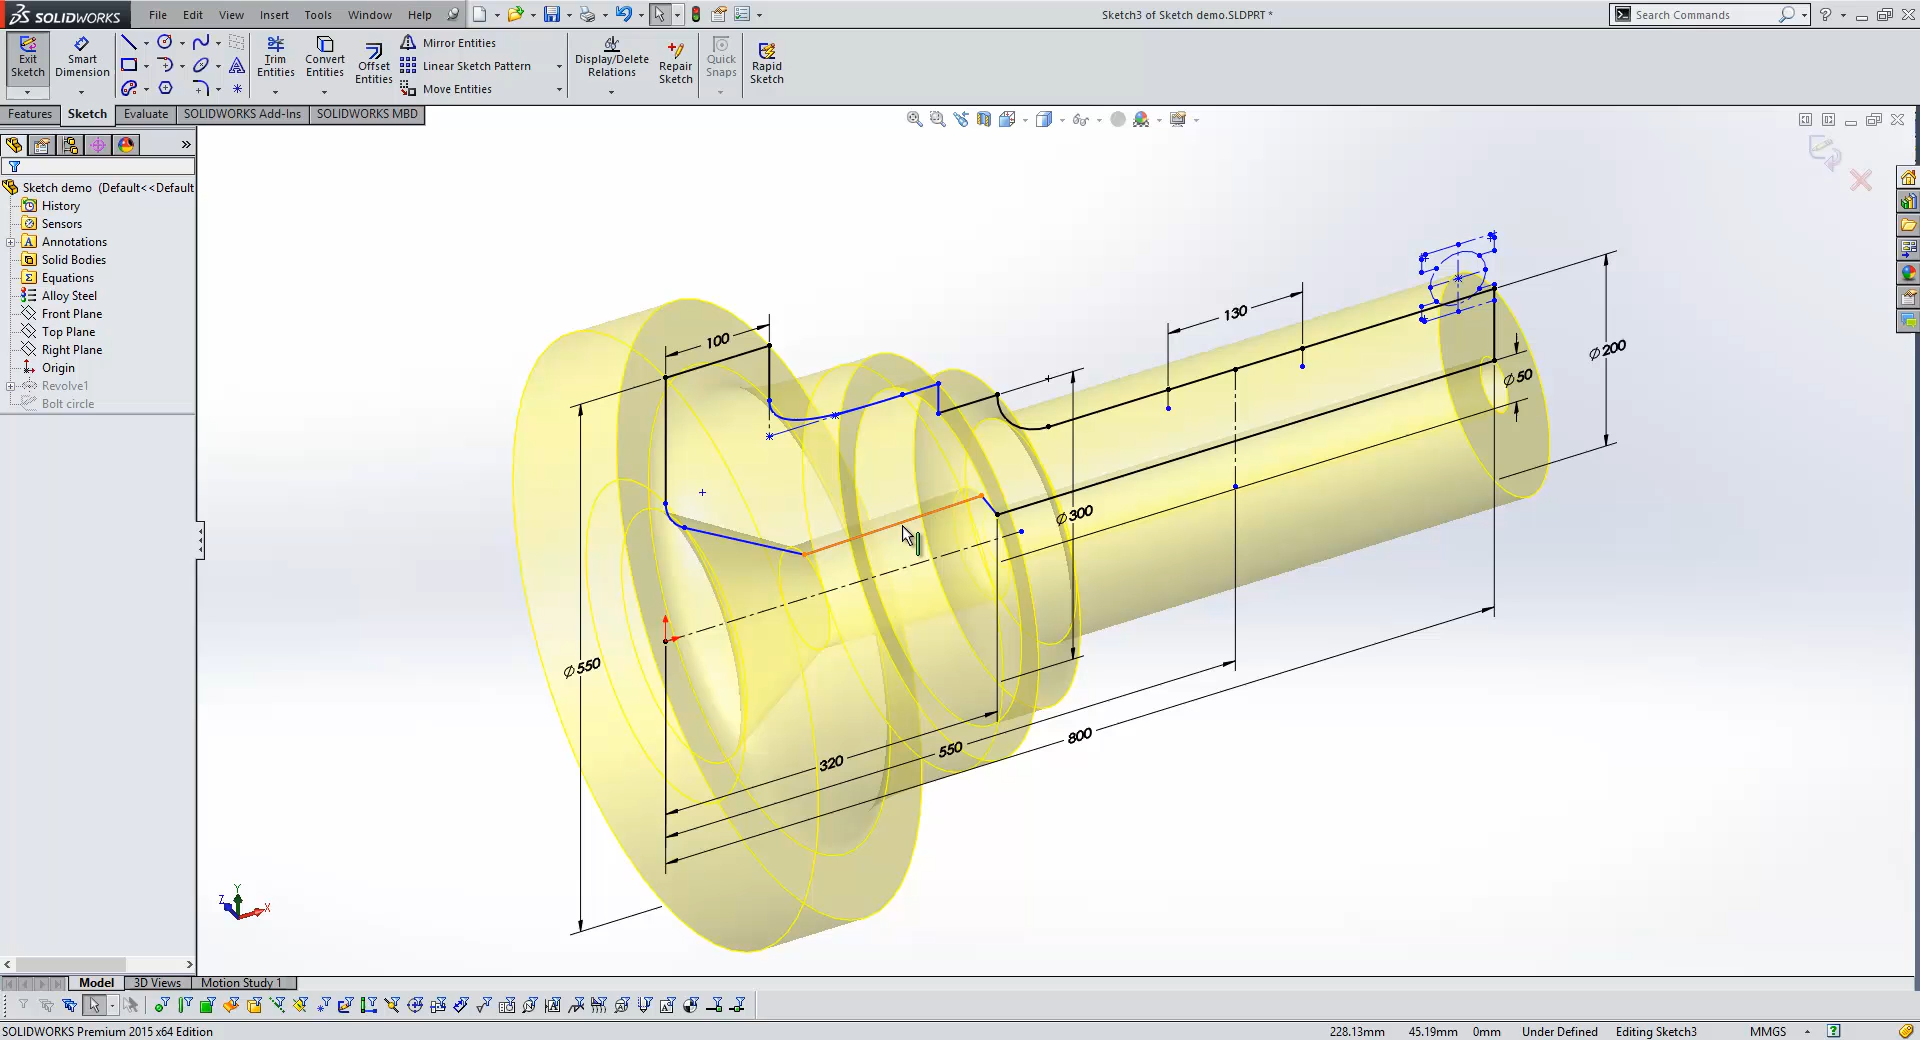 SOLIDWORKS File Edit View Insert Tools Window Help Sketch3 of Sketch demo.SLDPRT * Search Commands
Exit Sketch
Smart Dimension
Trim Entities
Convert Entities
Offset Entities
Mirror Entities
Linear Sketch Pattern
Move Entities
Display/Delete Relations
Repair Sketch
Quick Snaps
Rapid Sketch
Features Sketch Evaluate SOLIDWORKS Add-Ins SOLIDWORKS MBD
Sketch demo (Default<<Default
History
Sensors
Annotations
Solid Bodies
Equations
Alloy Steel
Front Plane
Top Plane
Right Plane
Origin
Revolve1
Bolt circle
100
130
Ø200
Ø50
Ø300
Ø550
320
550
800
Y
Z
X
Model 3D Views Motion Study 1
SOLIDWORKS Premium 2015 x64 Edition 228.13mm 45.19mm 0mm Under Defined Editing Sketch3 MMGS